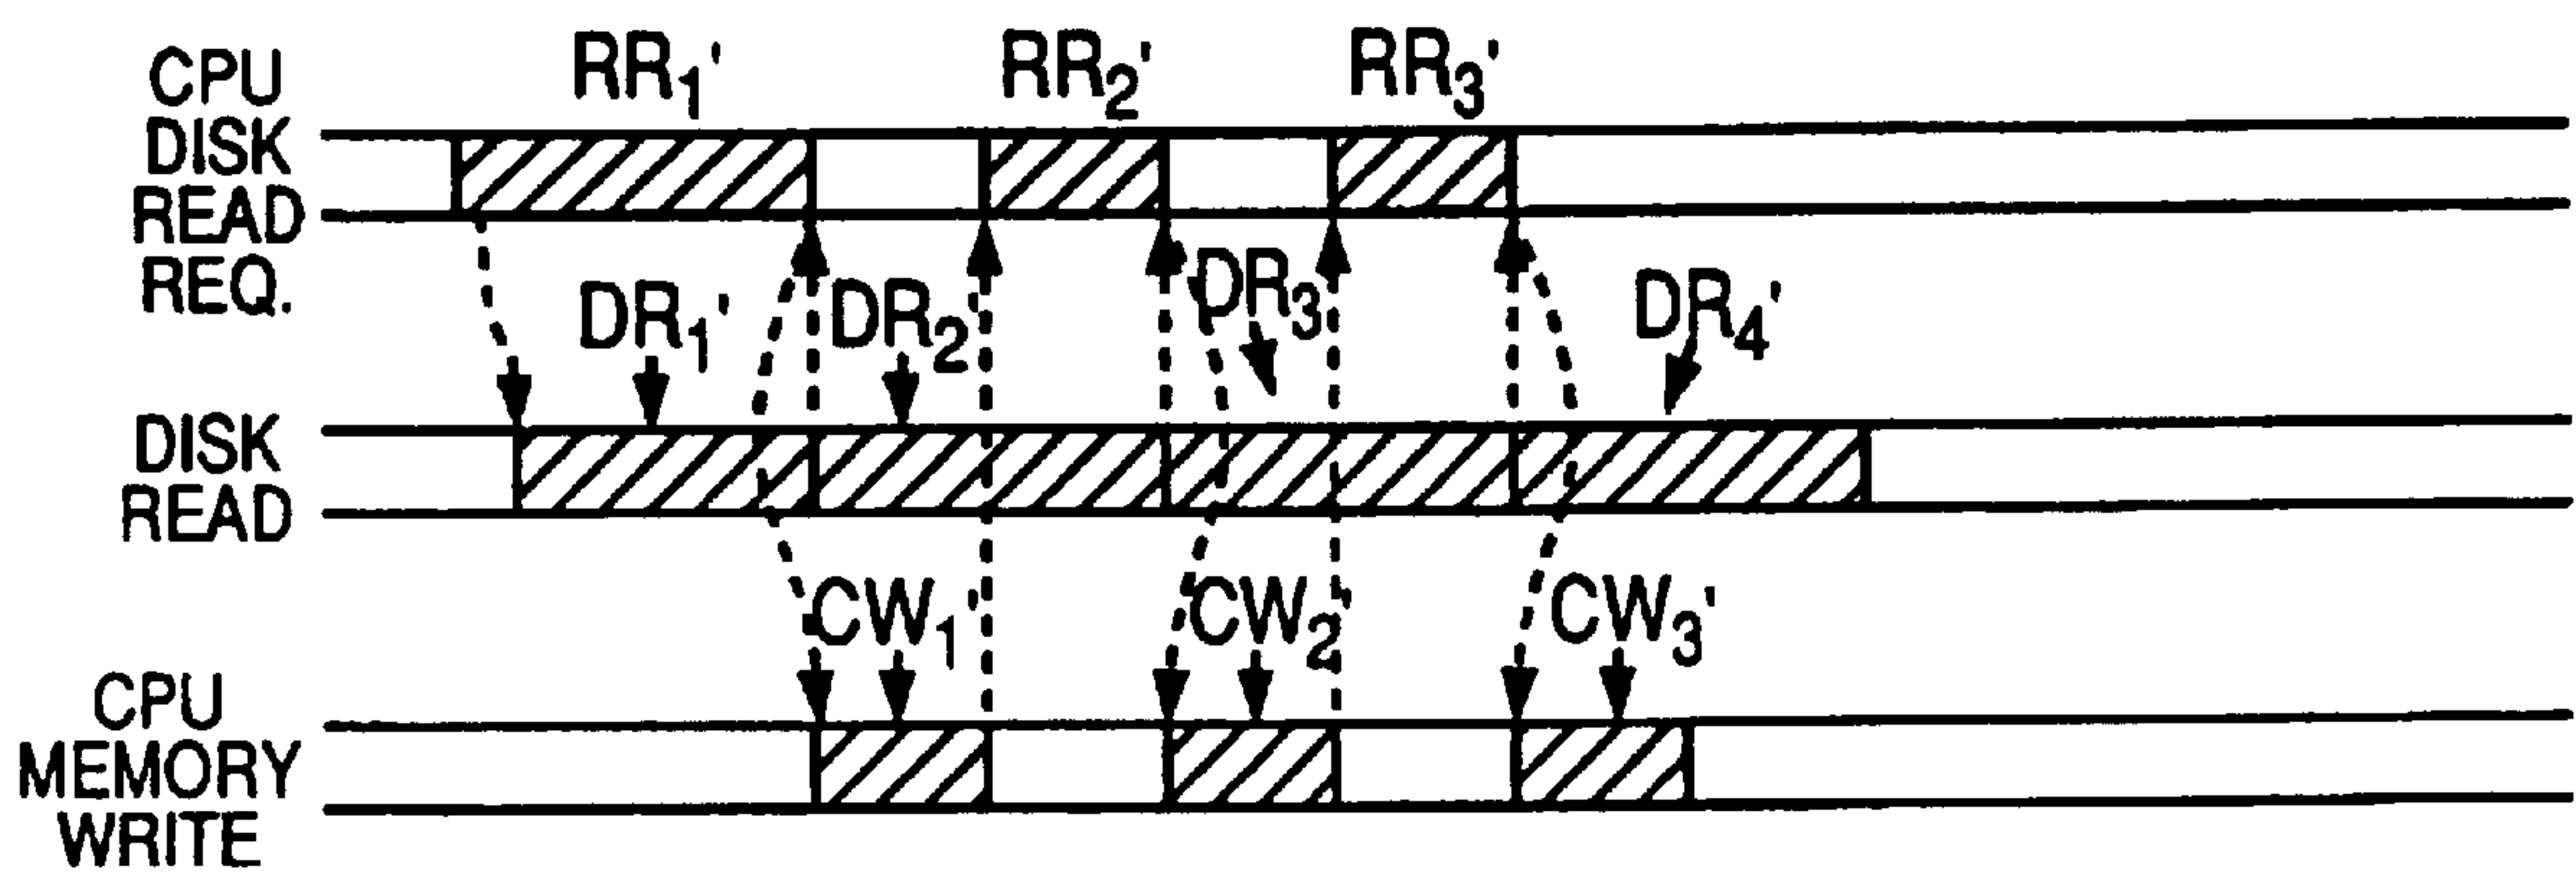 RR₁' RR₂' RR₃'
CPU
DISK
READ
REQ.
DR₁' DR₂' DR₃ DR₄'
DISK
READ
CW₁' CW₂' CW₃'
CPU
MEMORY
WRITE